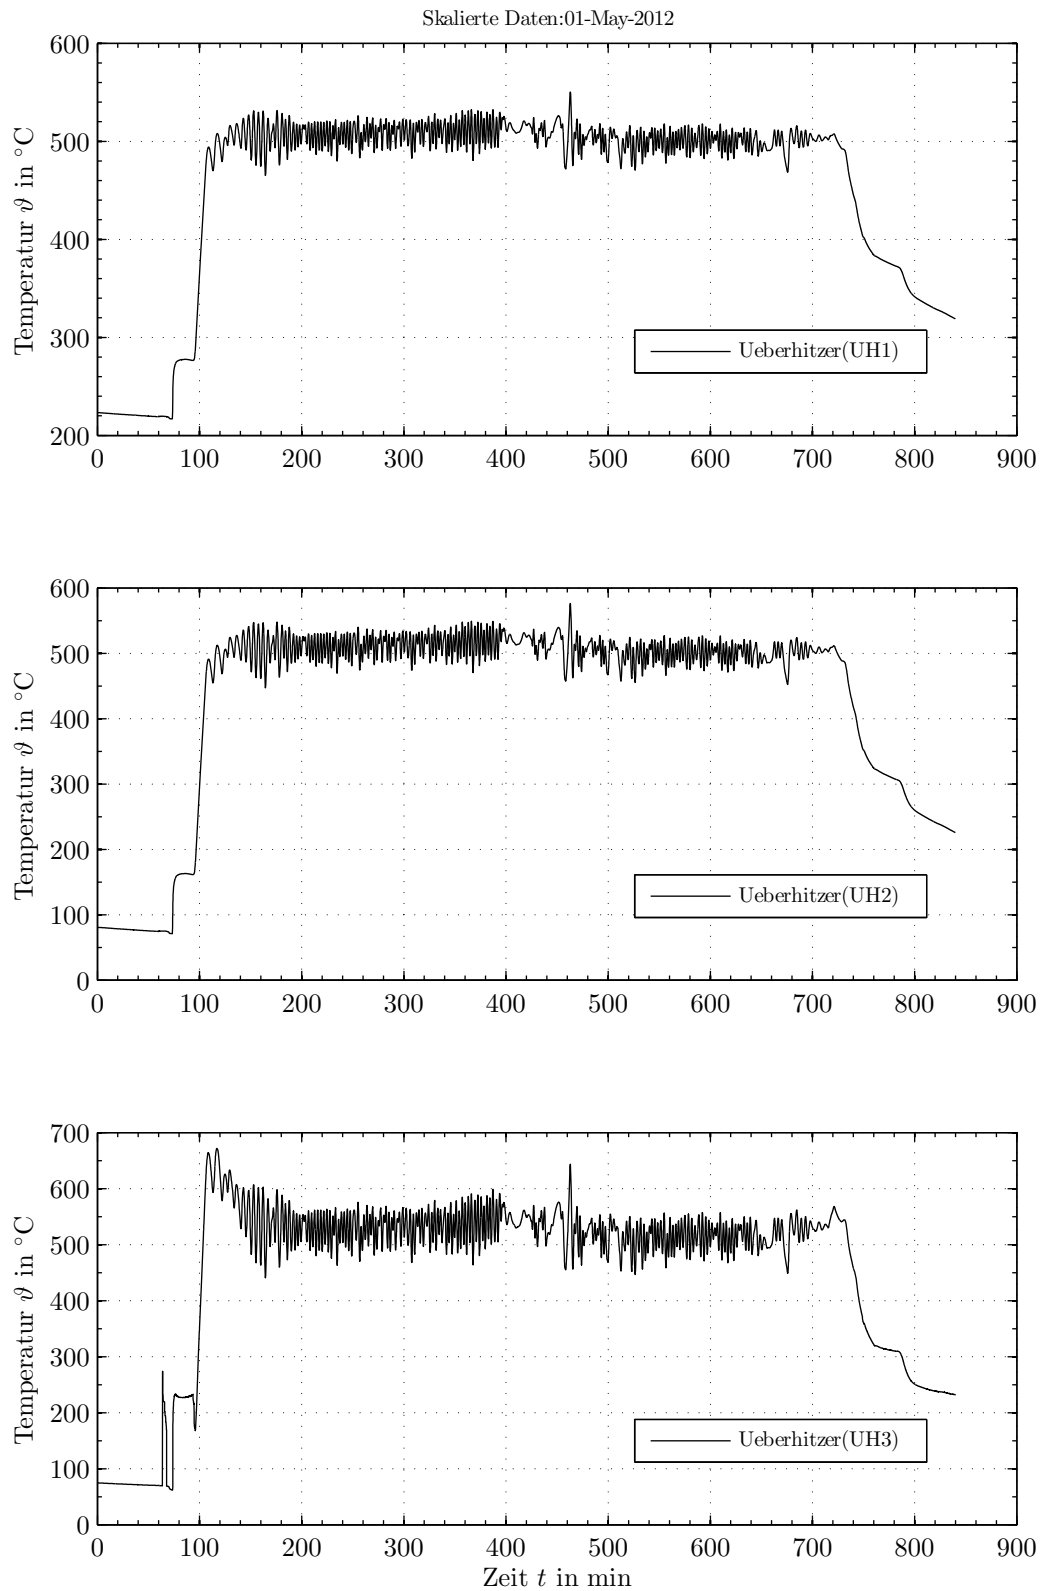 Skalierte Daten:01-May-2012
600
500
400
300
200
Temperatur ϑ in °C
Ueberhitzer(UH1)
0 100 200 300 400 500 600 700 800 900
600
500
400
300
200
100
0
Temperatur ϑ in °C
Ueberhitzer(UH2)
0 100 200 300 400 500 600 700 800 900
700
600
500
400
300
200
100
0
Temperatur ϑ in °C
Ueberhitzer(UH3)
0 100 200 300 400 500 600 700 800 900
Zeit t in min